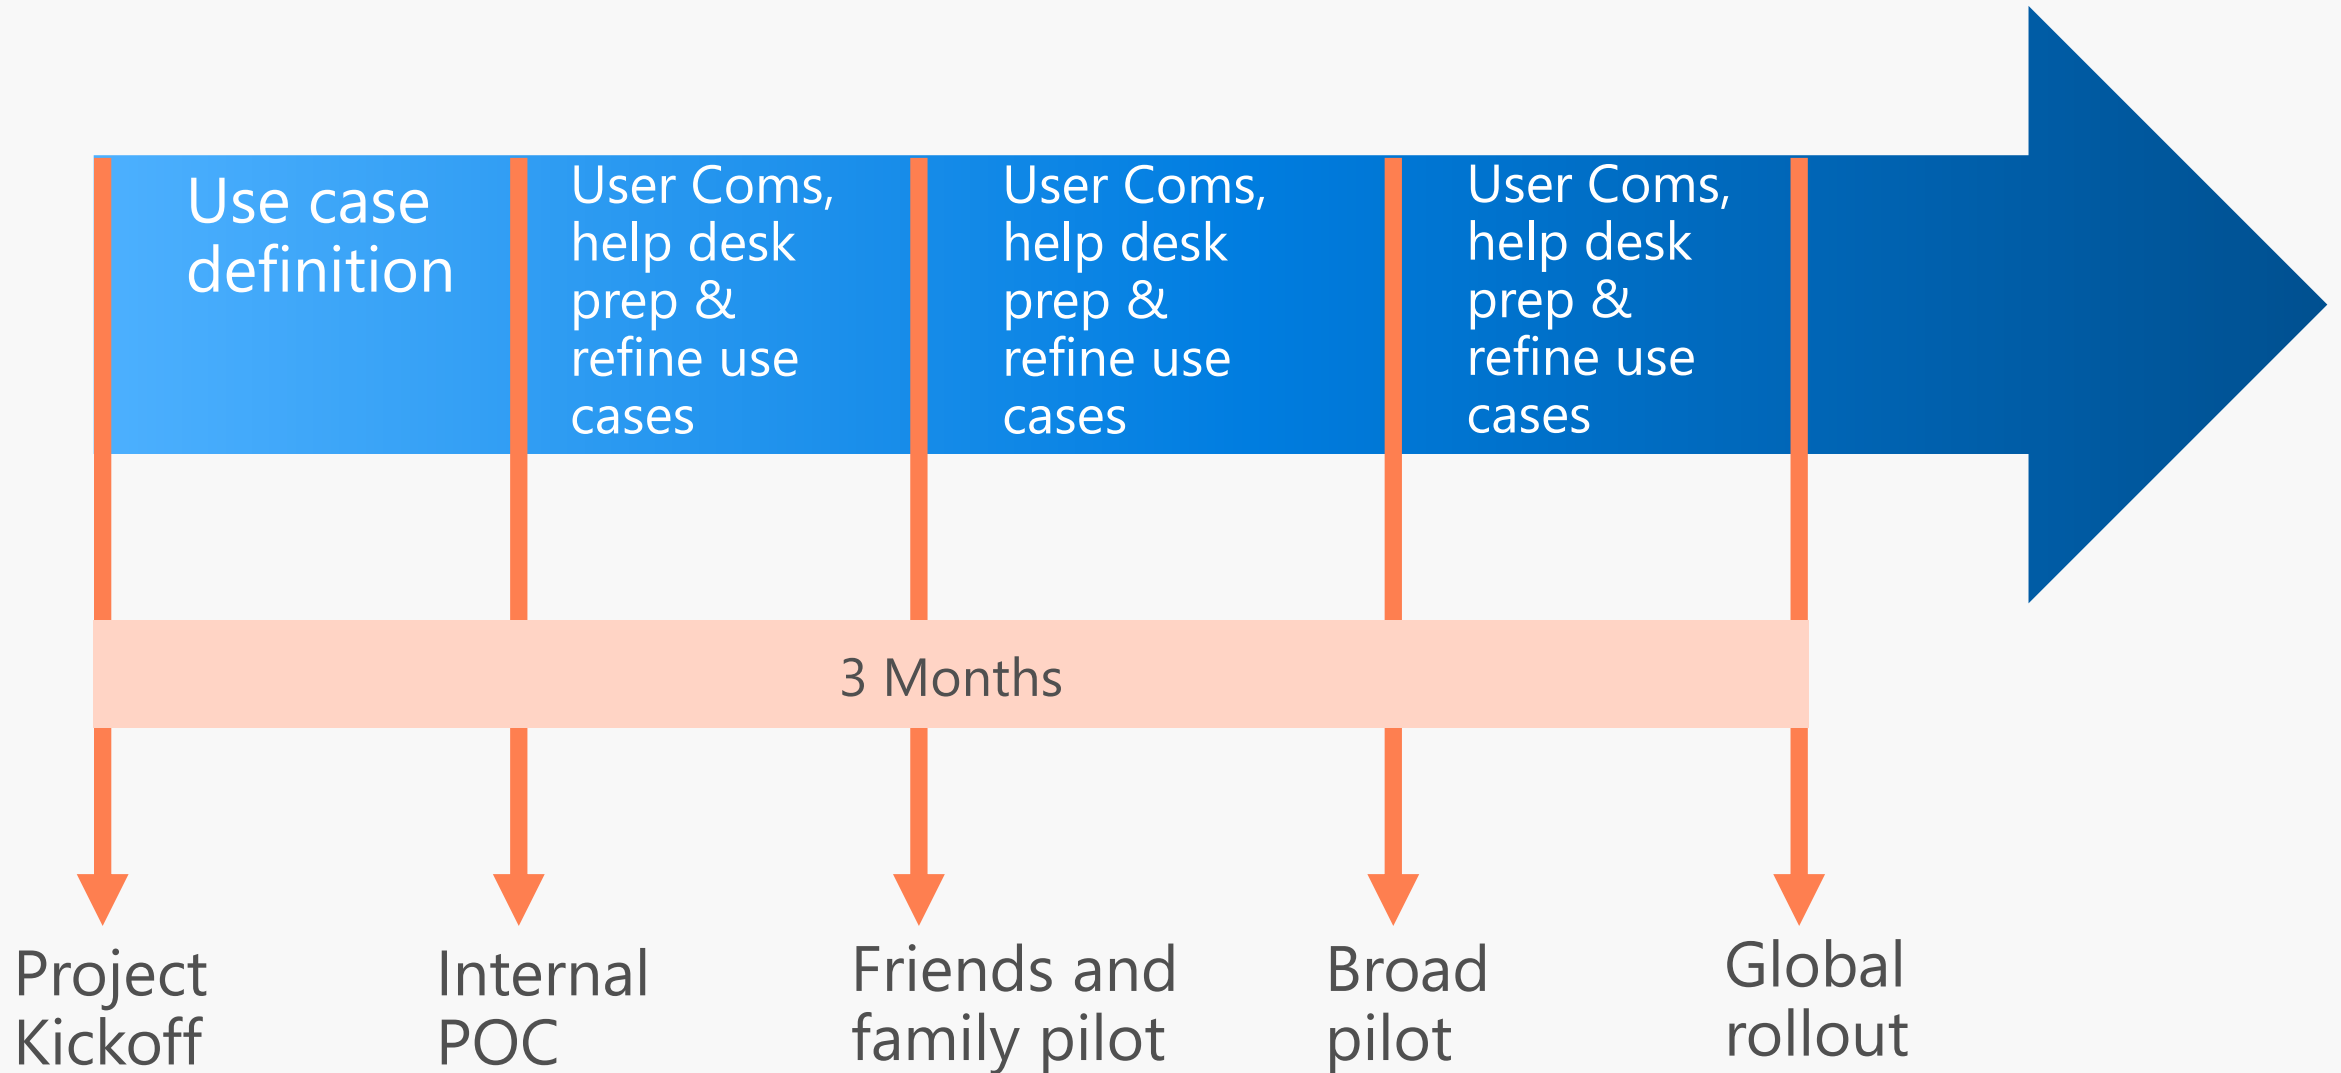 Use case
definition
User Coms,
help desk
prep &
refine use
cases
User Coms,
help desk
prep &
refine use
cases
User Coms,
help desk
prep &
refine use
cases
3 Months
Project
Kickoff
Internal
POC
Friends and
family pilot
Broad
pilot
Global
rollout